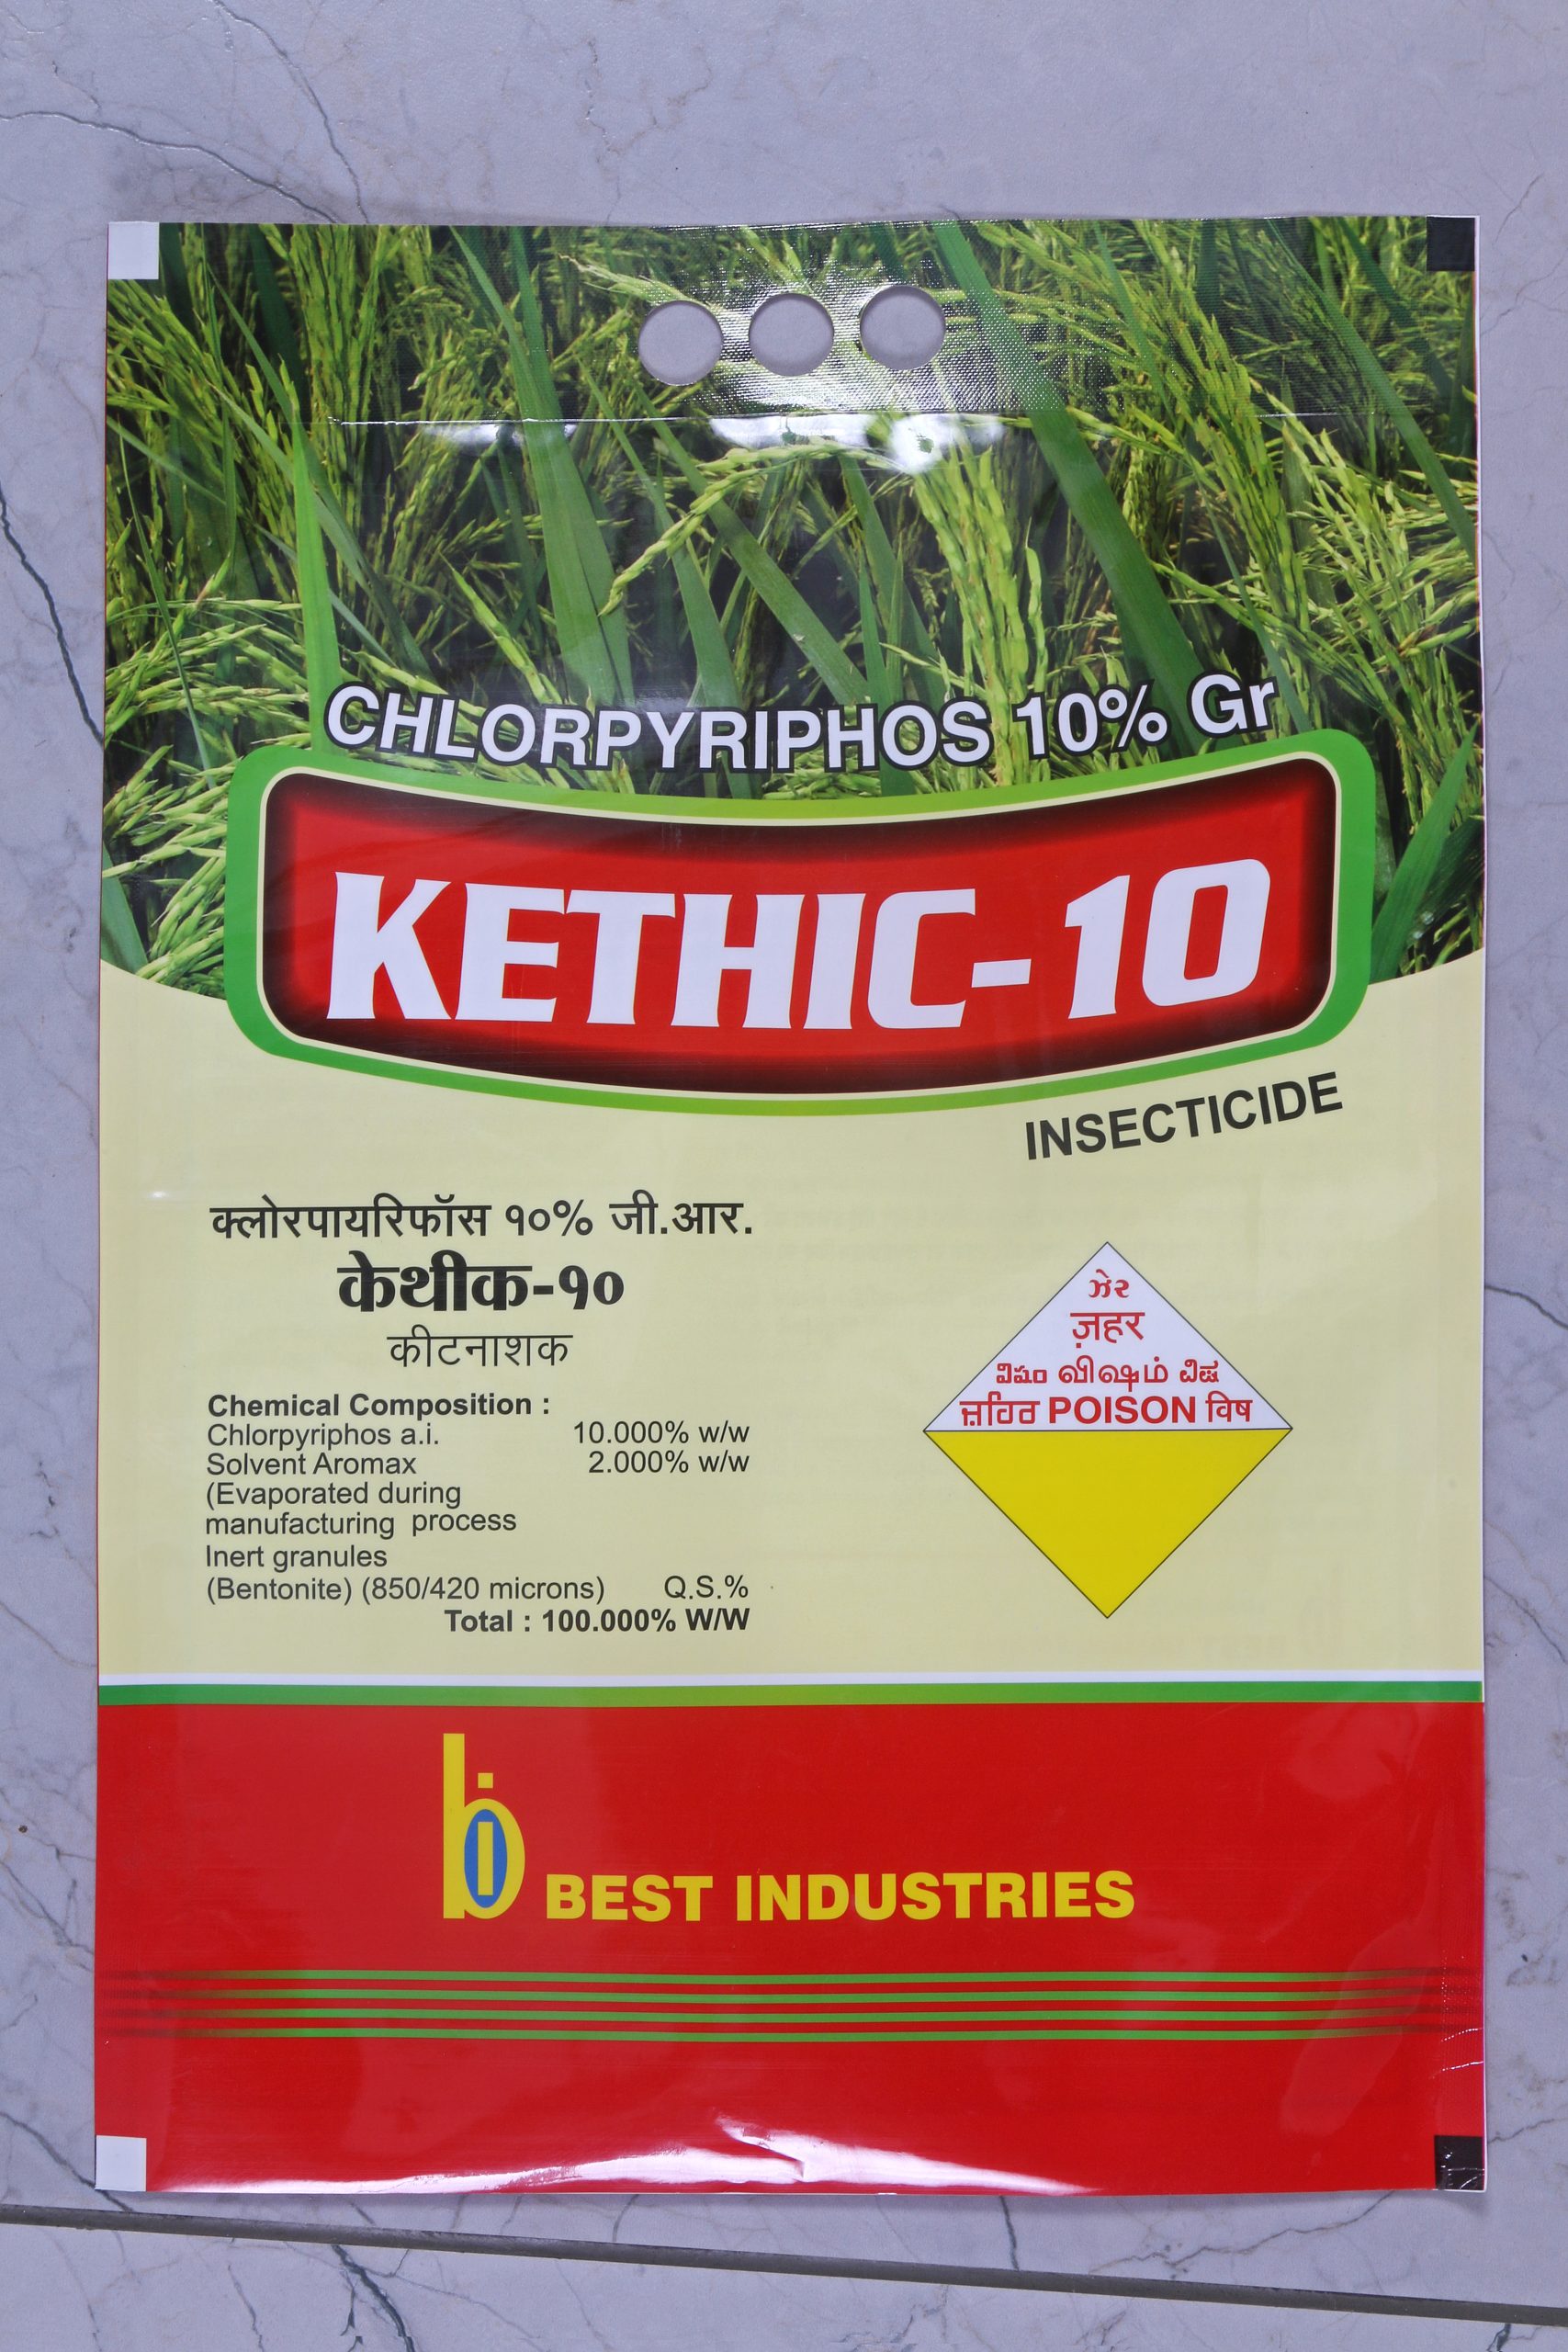 CHLORPYRIPHOS 10% Gr
KETHIC-10
INSECTICIDE
क्लोरपायरिफॉस १०% जी.आर.
केथीक-१०
कीटनाशक
Chemical Composition :
Chlorpyriphos a.i. 10.000% w/w
Solvent Aromax 2.000% w/w
(Evaporated during
manufacturing process
Inert granules
(Bentonite) (850/420 microns) Q.S.%
Total : 100.000% W/W
ઝેર
ज़हर
విషం விஷம் ವಿಷ
ਜ਼ਹਿਰ POISON विष
BEST INDUSTRIES